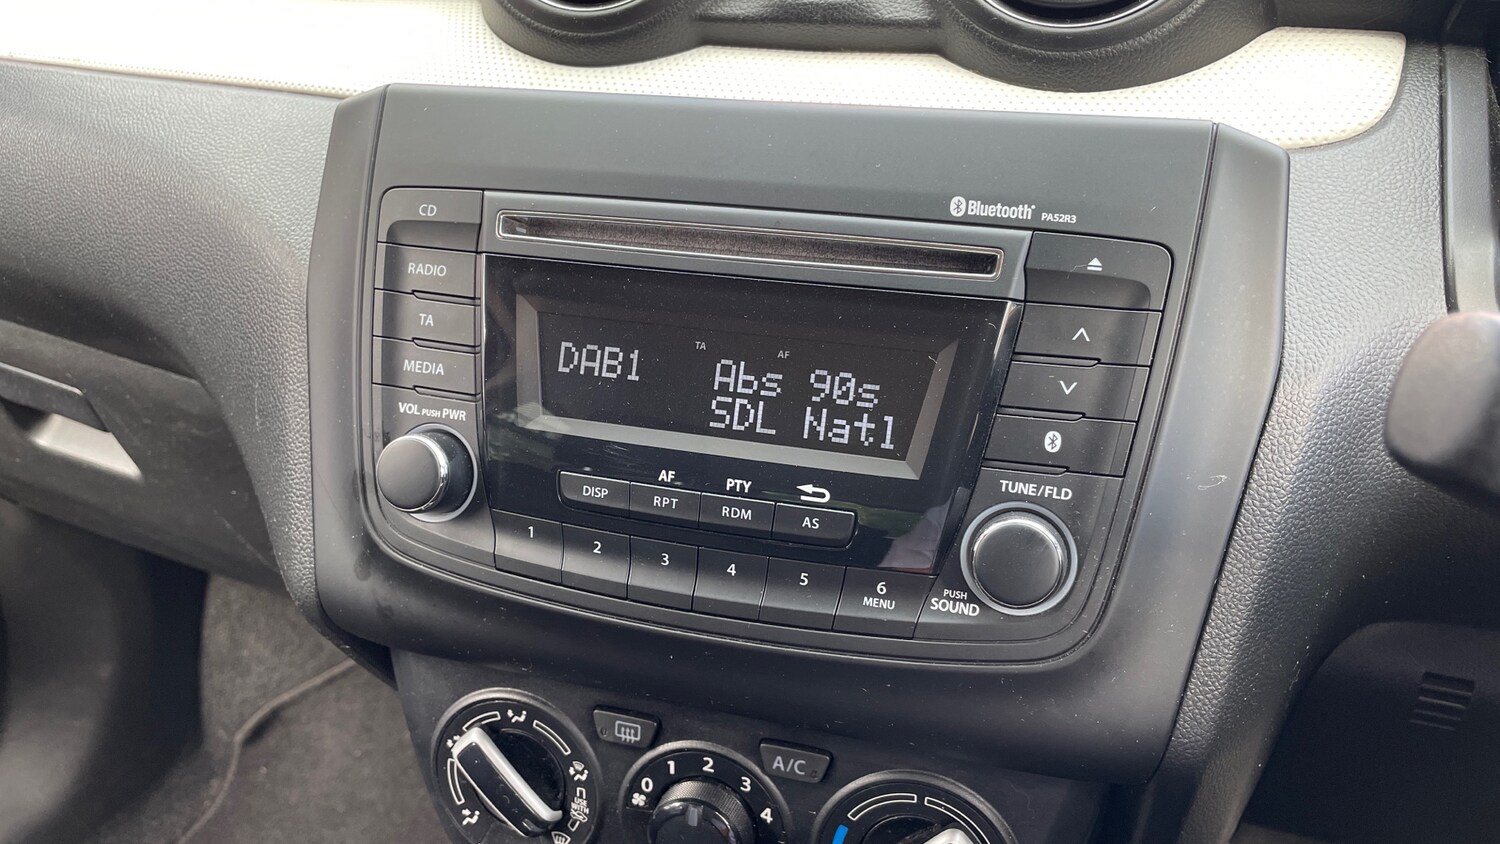 Bluetooth PA52R3
CD
RADIO
TA
MEDIA
VOL PUSH PWR
TA AF
DAB1 Abs 90s
SDL Natl
AF PTY
DISP RPT RDM AS
1 2 3 4 5 6
MENU
TUNE/FLD
PUSH
SOUND
0 1 2 3 4
A/C
USE
WITH